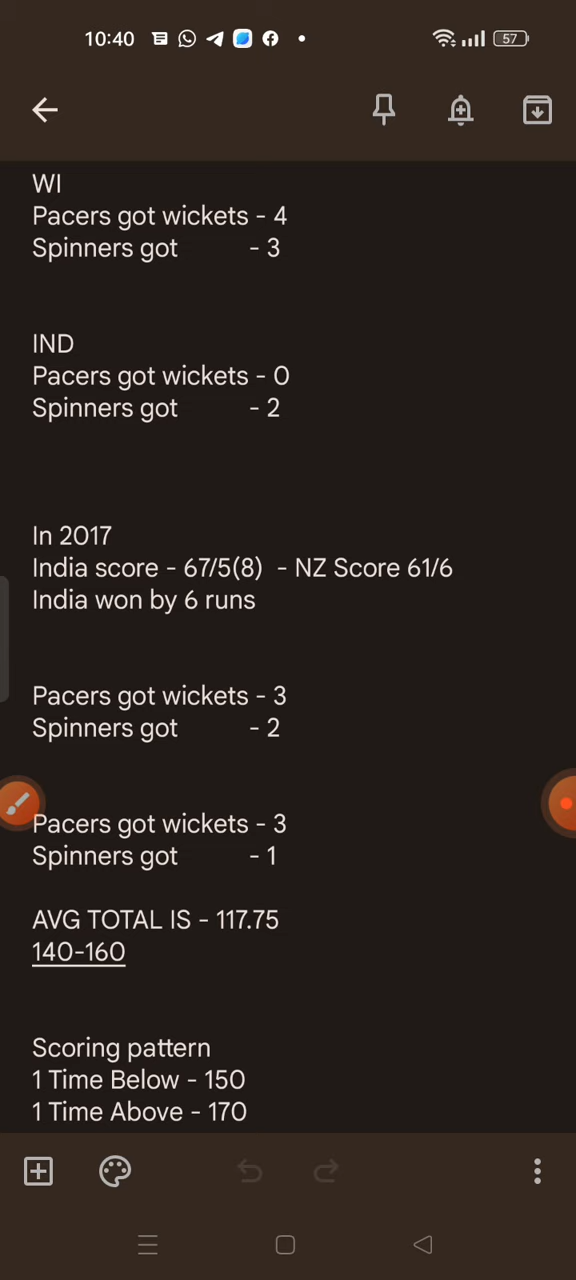 10:40
57
WI
Pacers got wickets - 4
Spinners got - 3
IND
Pacers got wickets - 0
Spinners got - 2
In 2017
India score - 67/5(8) - NZ Score 61/6
India won by 6 runs
Pacers got wickets - 3
Spinners got - 2
Pacers got wickets - 3
Spinners got - 1
AVG TOTAL IS - 117.75
140-160
Scoring pattern
1 Time Below - 150
1 Time Above - 170